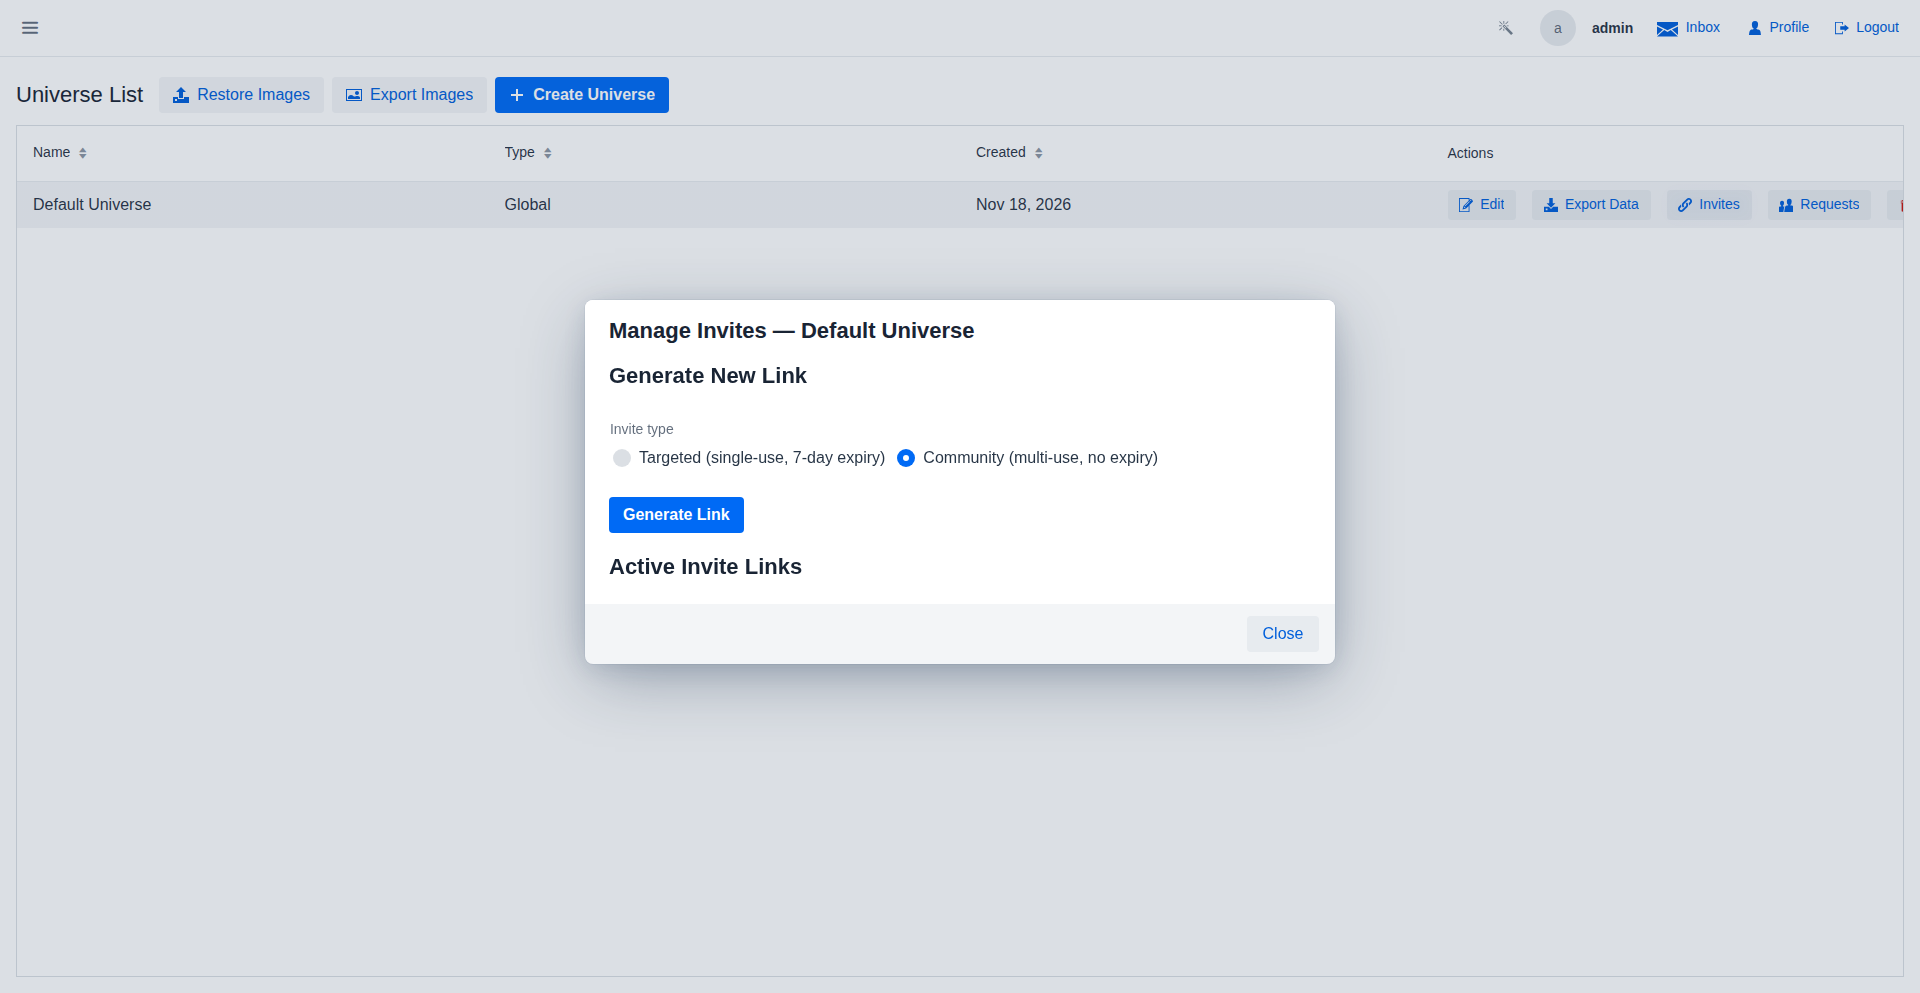 a admin Inbox Profile Logout
Universe List Restore Images Export Images Create Universe
Name Type Created Actions
Default Universe Global Nov 18, 2026 Edit Export Data Invites Requests
Manage Invites — Default Universe
Generate New Link
Invite type
Targeted (single-use, 7-day expiry) Community (multi-use, no expiry)
Generate Link
Active Invite Links
Close